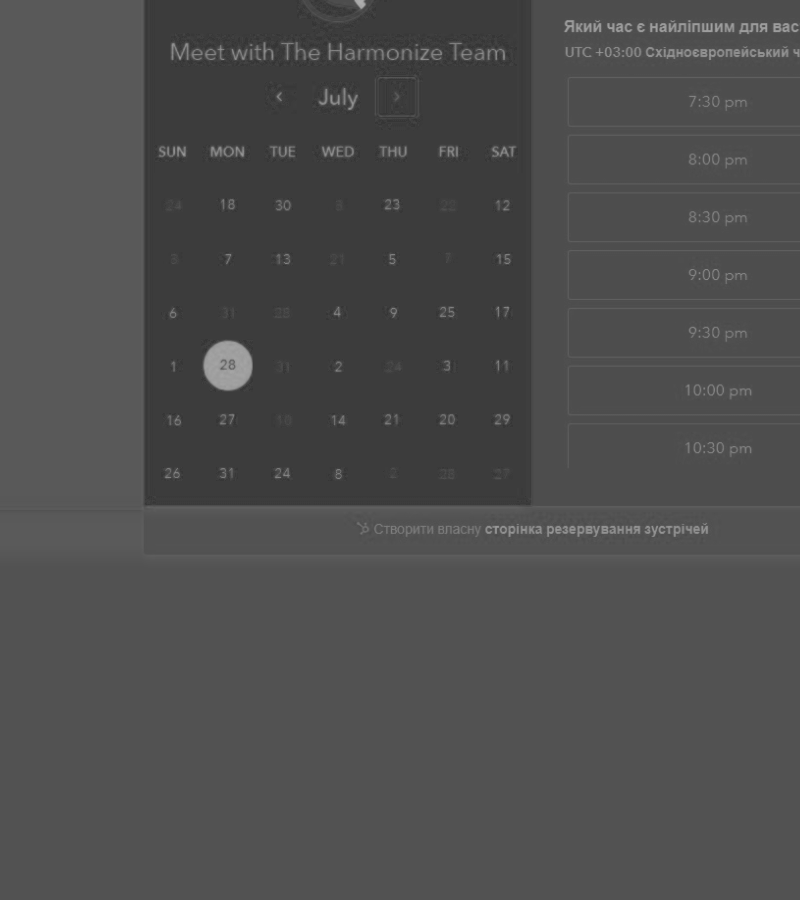 Meet with The Harmonize Team
July
SUN MON TUE WED THU FRI SAT
24 18 30 3 23 22 12
3 7 13 21 5 7 15
6 31 28 4 9 25 17
1 28 31 2 24 3 11
16 27 18 14 21 20 29
26 31 24 8 2 28 27
Який час є найліпшим для вас
UTC +03:00 Східноєвропейський ч
7:30 pm
8:00 pm
8:30 pm
9:00 pm
9:30 pm
10:00 pm
10:30 pm
Створити власну сторінка резервування зустрічей